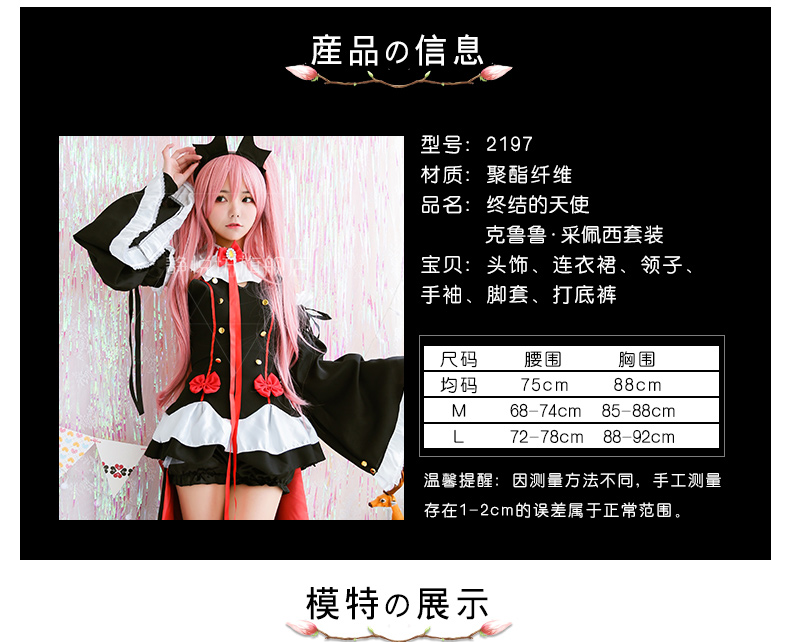 産品の信息
型号：2197
材质：聚酯纤维
品名：终结的天使
克鲁鲁·采佩西套装
宝贝：头饰、连衣裙、领子、
手袖、脚套、打底裤
尺码 腰围 胸围
均码 75cm 88cm
M 68-74cm 85-88cm
L 72-78cm 88-92cm
温馨提醒：因测量方法不同，手工测量
存在1-2cm的误差属于正常范围。
模特の展示